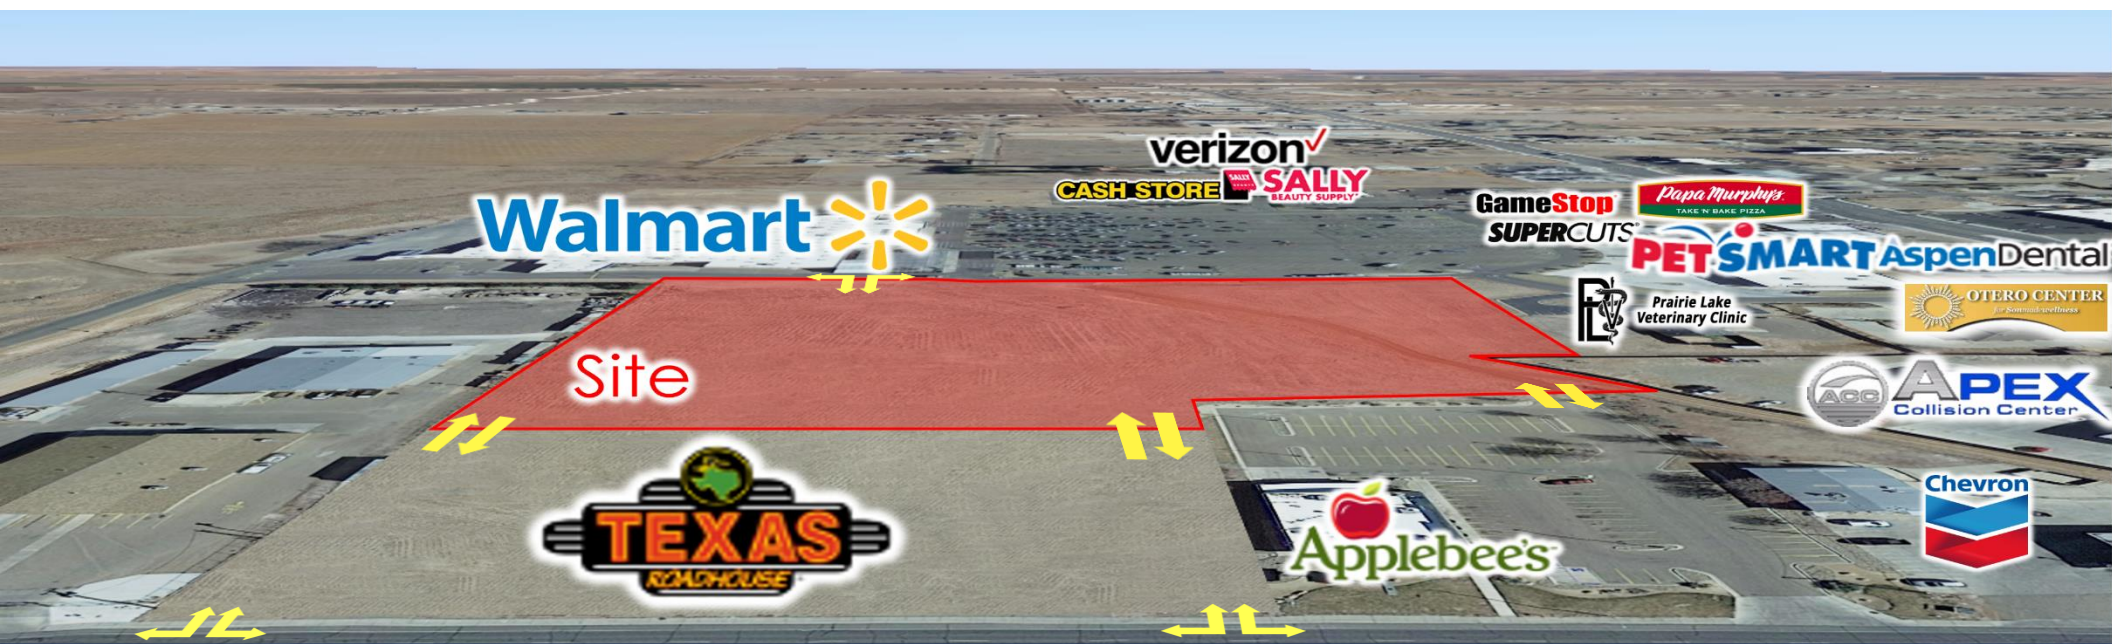 verizon
CASH STORE
SALLY
SALLY
BEAUTY SUPPLY
GameStop
Papa Murphy's
TAKE 'N' BAKE PIZZA
SUPERCUTS
Walmart
PETSMART
AspenDental
Prairie Lake
Veterinary Clinic
OTERO CENTER
Site
ACC
APEX
Collision Center
TEXAS
ROADHOUSE
Applebee's
Chevron